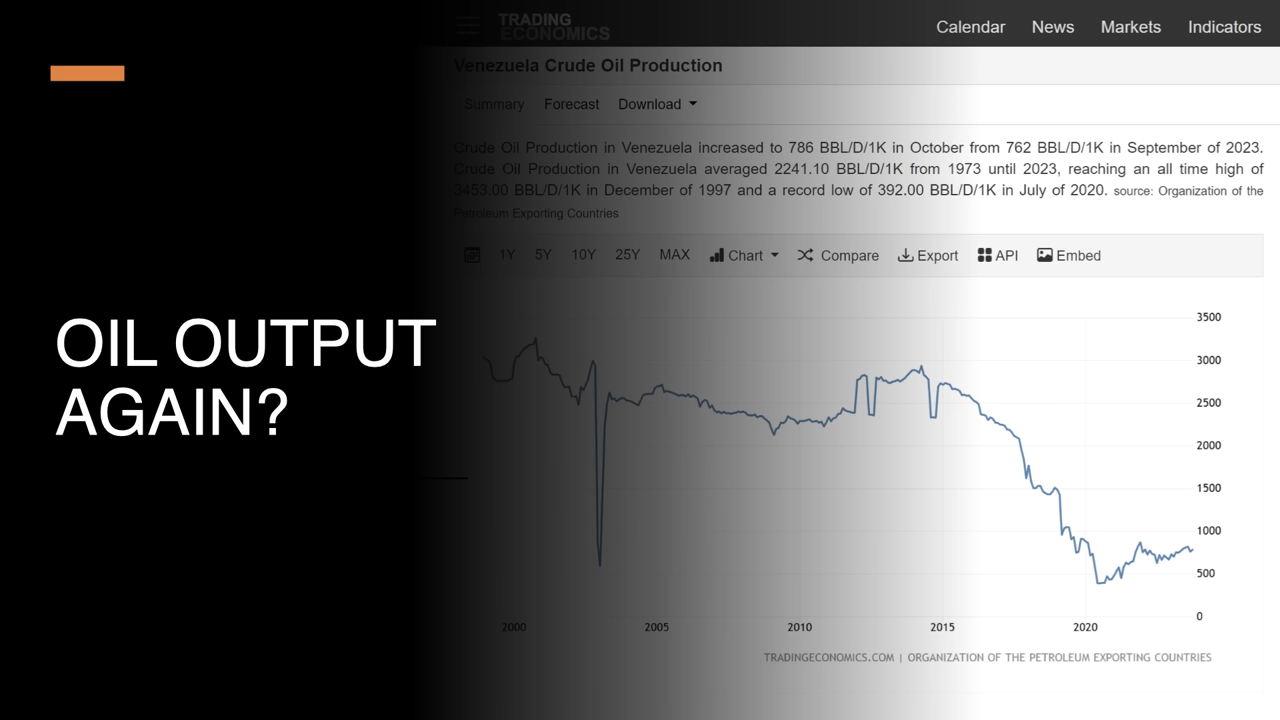 TRADING
ECONOMICS
Calendar News Markets Indicators
Venezuela Crude Oil Production
Summary Forecast Download
Crude Oil Production in Venezuela increased to 786 BBL/D/1K in October from 762 BBL/D/1K in September of 2023.
Crude Oil Production in Venezuela averaged 2241.10 BBL/D/1K from 1973 until 2023, reaching an all time high of
3453.00 BBL/D/1K in December of 1997 and a record low of 392.00 BBL/D/1K in July of 2020. source: Organization of the
Petroleum Exporting Countries
1Y 5Y 10Y 25Y MAX Chart Compare Export API Embed
OIL OUTPUT
AGAIN?
3500
3000
2500
2000
1500
1000
500
0
2000 2005 2010 2015 2020
TRADINGECONOMICS.COM | ORGANIZATION OF THE PETROLEUM EXPORTING COUNTRIES